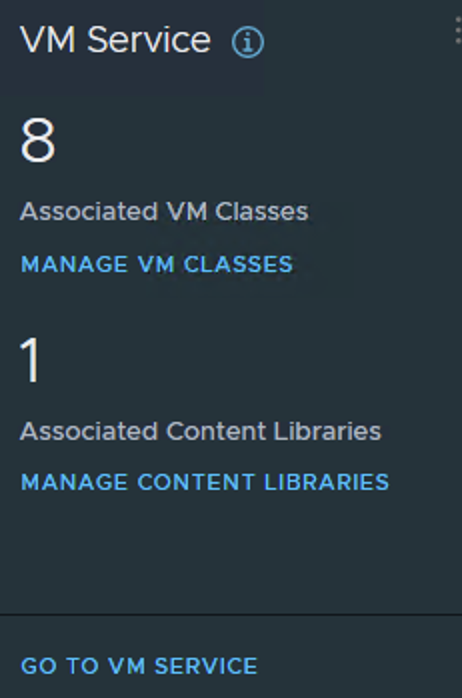 VM Service
8
Associated VM Classes
MANAGE VM CLASSES
1
Associated Content Libraries
MANAGE CONTENT LIBRARIES
GO TO VM SERVICE